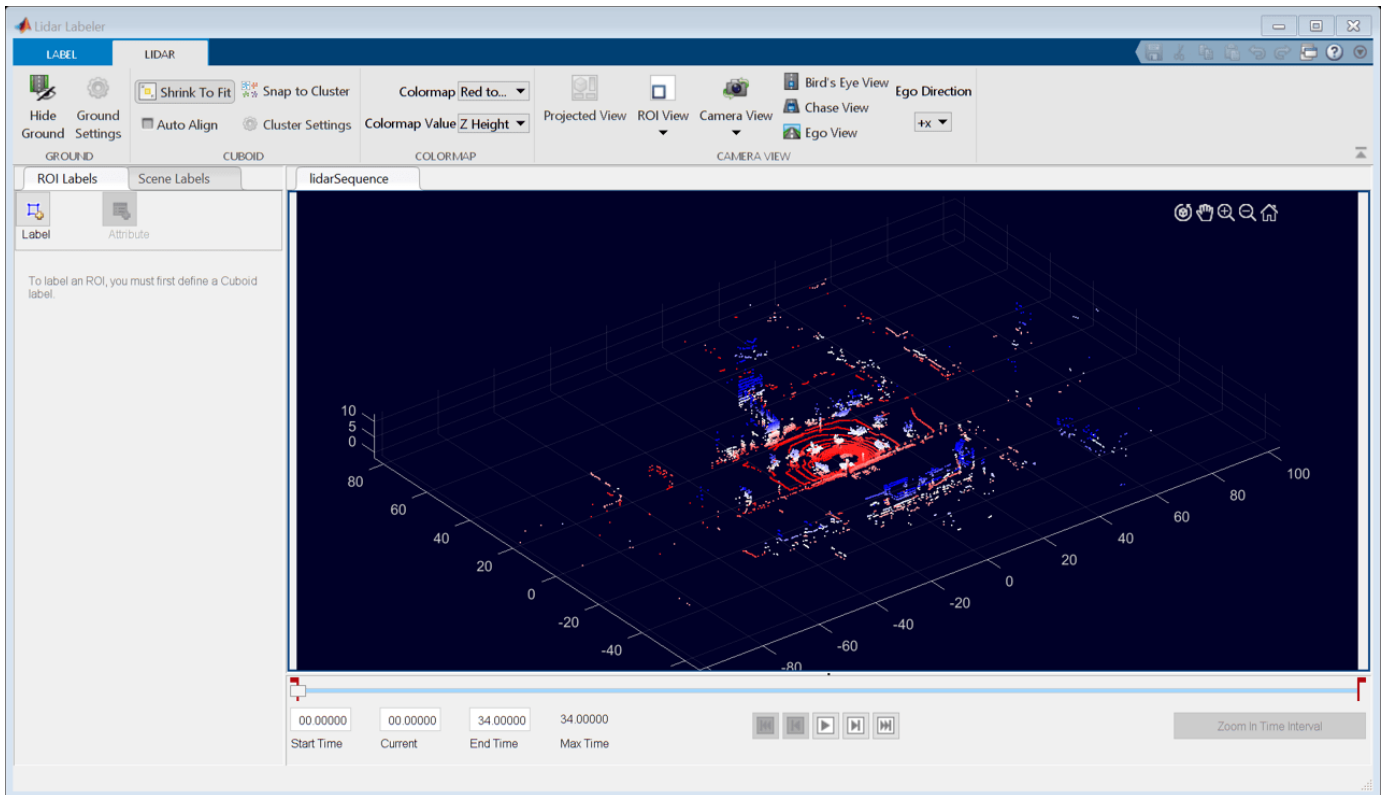 Lidar Labeler
LABEL
LIDAR
Hide Ground
Ground Settings
GROUND
Shrink To Fit
Snap to Cluster
Auto Align
Cluster Settings
CUBOID
Colormap Red to...
Colormap Value Z Height
COLORMAP
Projected View
ROI View
Camera View
Bird's Eye View
Chase View
Ego View
Ego Direction
+x
CAMERA VIEW
ROI Labels
Scene Labels
lidarSequence
Label
Attribute
To label an ROI, you must first define a Cuboid
label.
10
5
0
80
60
40
20
0
-20
-40
-80
-60
-40
-20
0
20
40
60
80
100
00.00000
00.00000
34.00000
34.00000
Start Time
Current
End Time
Max Time
Zoom In Time Interval